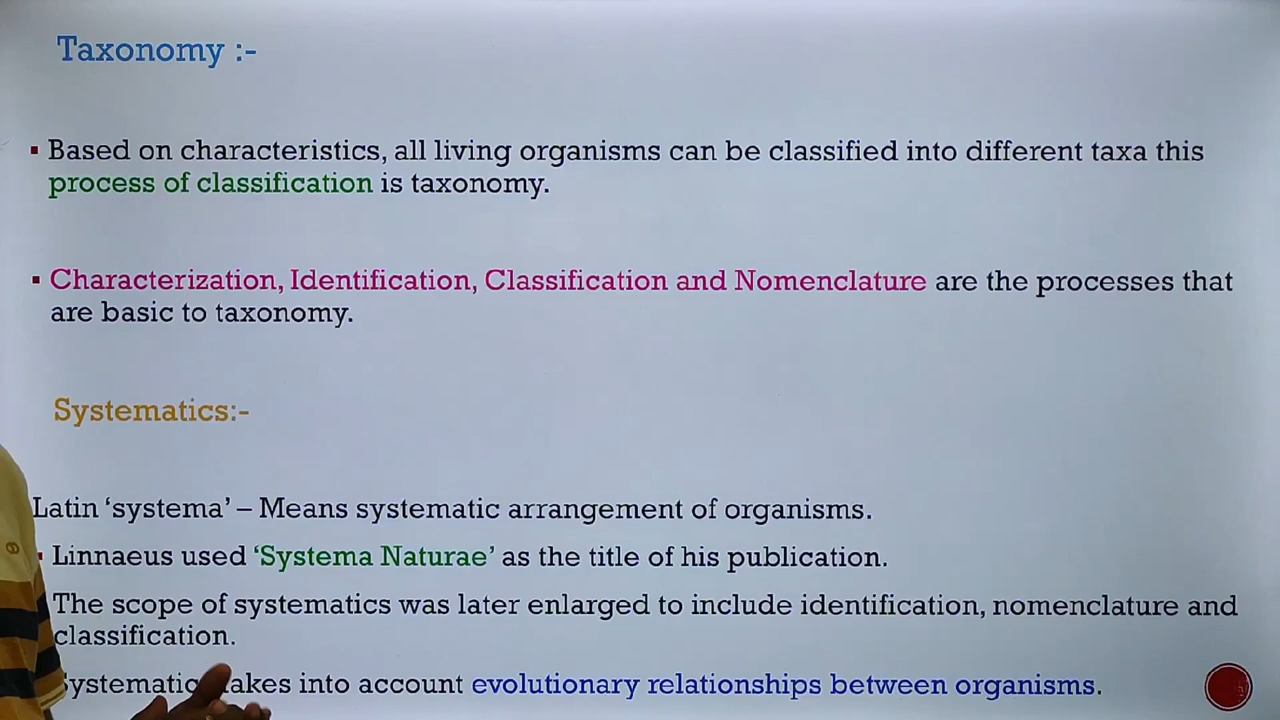 Taxonomy :-
Based on characteristics, all living organisms can be classified into different taxa this
process of classification is taxonomy.
Characterization, Identification, Classification and Nomenclature are the processes that
are basic to taxonomy.
Systematics:-
Latin ‘systema’ – Means systematic arrangement of organisms.
Linnaeus used ‘Systema Naturae’ as the title of his publication.
The scope of systematics was later enlarged to include identification, nomenclature and
classification.
into account evolutionary relationships between organisms.